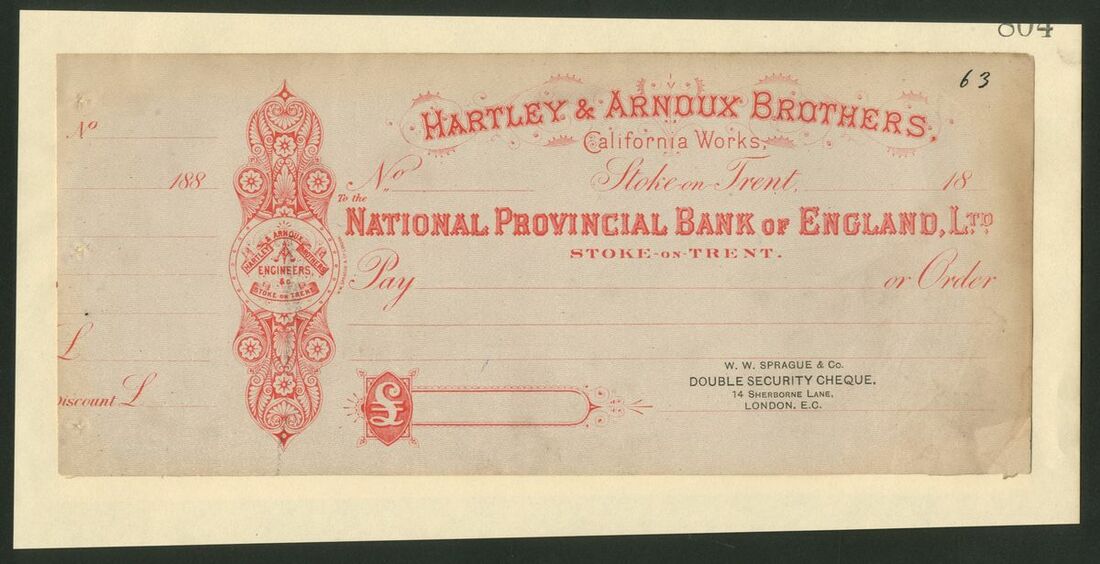 804
63
HARTLEY & ARNOUX BROTHERS,
California Works,
No
188
No
Stoke-on-Trent, 18
To the
NATIONAL PROVINCIAL BANK OF ENGLAND, LTD
STOKE-ON-TRENT.
& ARNOUX
HARTLEY BROTHERS
ENGINEERS,
&c.
STOKE ON TRENT
Pay or Order
£
Discount £
£
W. W. SPRAGUE & Co.
DOUBLE SECURITY CHEQUE.
14 SHERBORNE LANE,
LONDON. E.C.